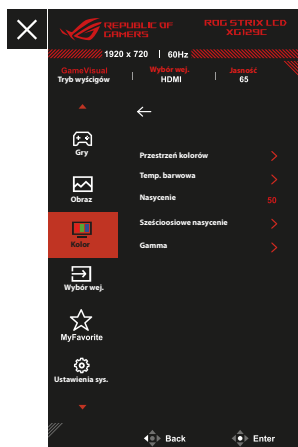 REPUBLIC OF
GAMERS
ROG STRIX LCD
XG129C
1920 x 720 | 60Hz
GameVisual
Tryb wyścigów
Wybór wej.
HDMI
Jasność
65
Gry
Obraz
Kolor
Wybór wej.
MyFavorite
Ustawienia sys.
Przestrzeń kolorów
Temp. barwowa
Nasycenie 50
Sześcioosiowe nasycenie
Gamma
Back
Enter